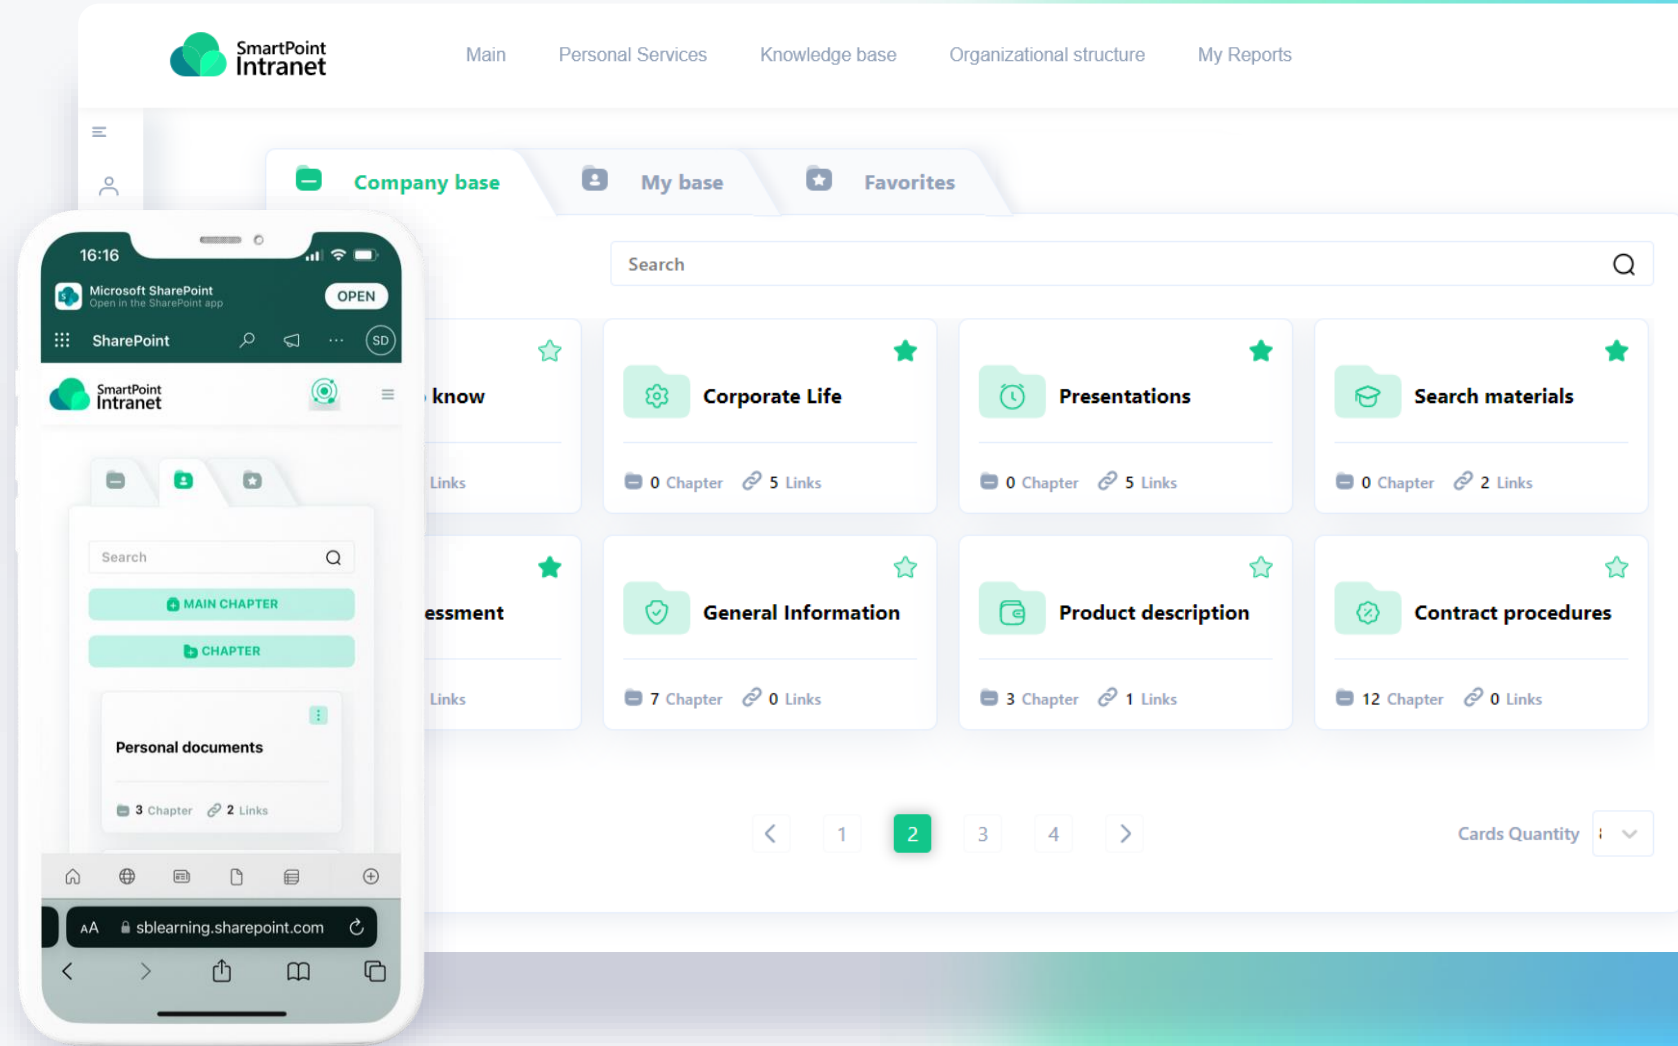 SmartPoint
Intranet
Main
Personal Services
Knowledge base
Organizational structure
My Reports
Company base
My base
Favorites
Search
know
Links
Corporate Life
0 Chapter 5 Links
Presentations
0 Chapter 5 Links
Search materials
0 Chapter 2 Links
essment
Links
General Information
7 Chapter 0 Links
Product description
3 Chapter 1 Links
Contract procedures
12 Chapter 0 Links
1
2
3
4
Cards Quantity
16:16
Microsoft SharePoint
Open in the SharePoint app
OPEN
SharePoint
SD
SmartPoint
Intranet
Search
MAIN CHAPTER
CHAPTER
Personal documents
3 Chapter 2 Links
AA sblearning.sharepoint.com